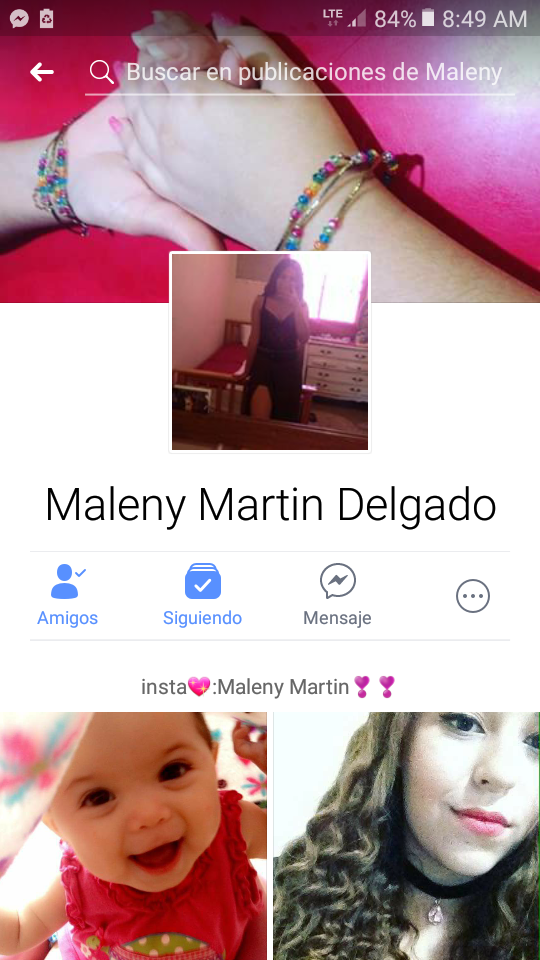 LTE 84% 8:49 AM
Buscar en publicaciones de Maleny
Maleny Martin Delgado
Amigos Siguiendo Mensaje
insta💖:Maleny Martin❣❣